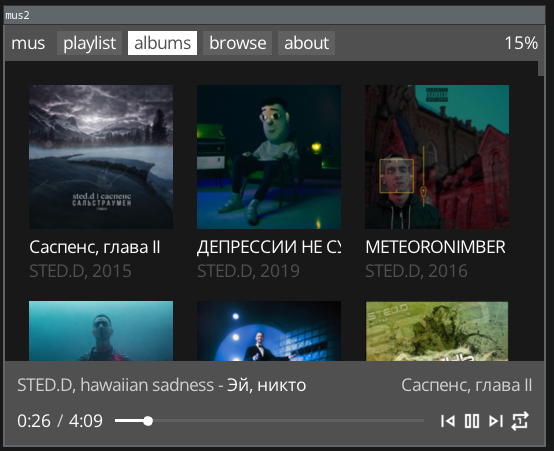 mus2
mus playlist albums browse about 15%
sted.d | саспенс
САЛЬСТРАУМЕН
Саспенс, глава II
STED.D, 2015
ДЕПРЕССИИ НЕ СУ
STED.D, 2019
METEORONIMBER
STED.D, 2016
STED.D
STED.D, hawaiian sadness - Эй, никто
Саспенс, глава II
0:26 / 4:09